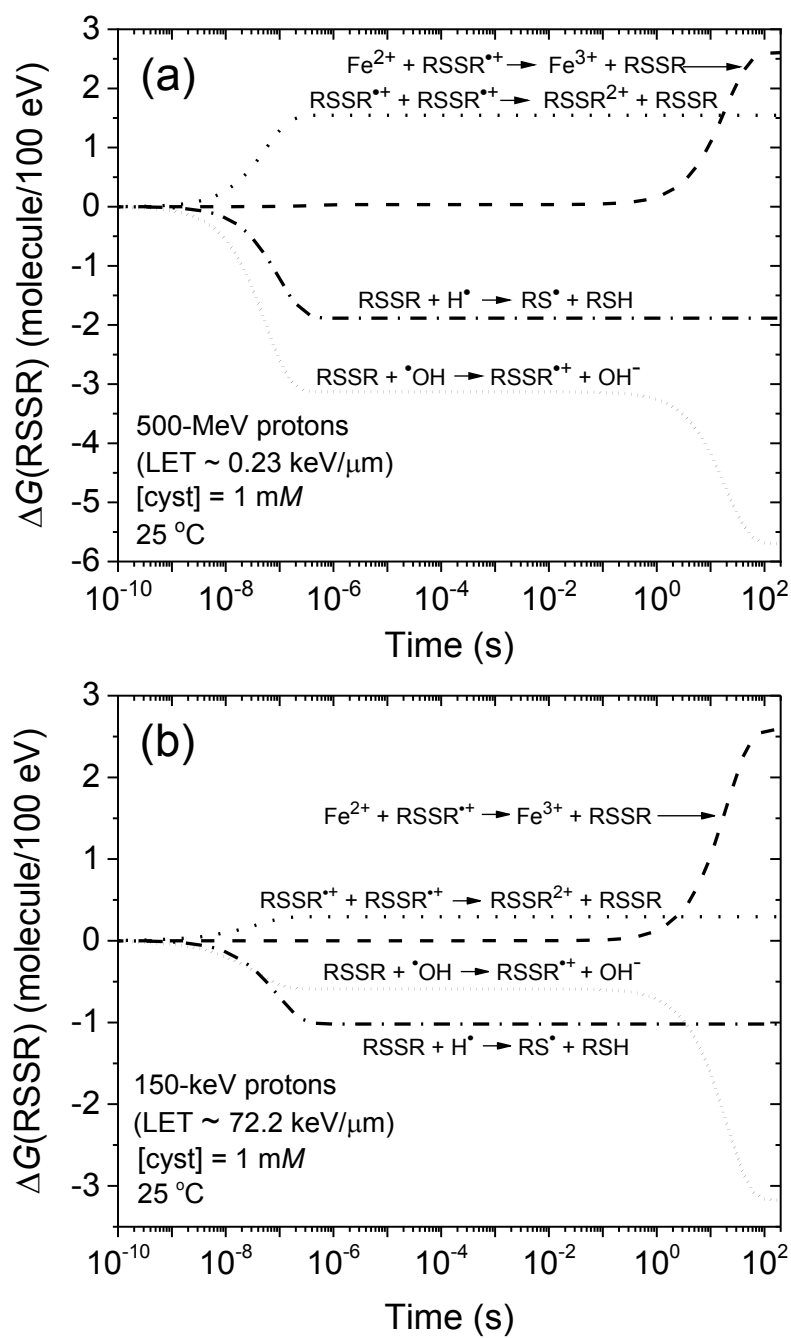 (a)
Fe²⁺ + RSSR•⁺ → Fe³⁺ + RSSR
RSSR•⁺ + RSSR•⁺ → RSSR²⁺ + RSSR
RSSR + H• → RS• + RSH
RSSR + •OH → RSSR•⁺ + OH⁻
500-MeV protons
(LET ~ 0.23 keV/μm)
[cyst] = 1 mM
25 °C
3
2
1
0
-1
-2
-3
-4
-5
-6
ΔG(RSSR) (molecule/100 eV)
10⁻¹⁰ 10⁻⁸ 10⁻⁶ 10⁻⁴ 10⁻² 10⁰ 10²
Time (s)
(b)
Fe²⁺ + RSSR•⁺ → Fe³⁺ + RSSR
RSSR•⁺ + RSSR•⁺ → RSSR²⁺ + RSSR
RSSR + •OH → RSSR•⁺ + OH⁻
RSSR + H• → RS• + RSH
150-keV protons
(LET ~ 72.2 keV/μm)
[cyst] = 1 mM
25 °C
3
2
1
0
-1
-2
-3
ΔG(RSSR) (molecule/100 eV)
10⁻¹⁰ 10⁻⁸ 10⁻⁶ 10⁻⁴ 10⁻² 10⁰ 10²
Time (s)